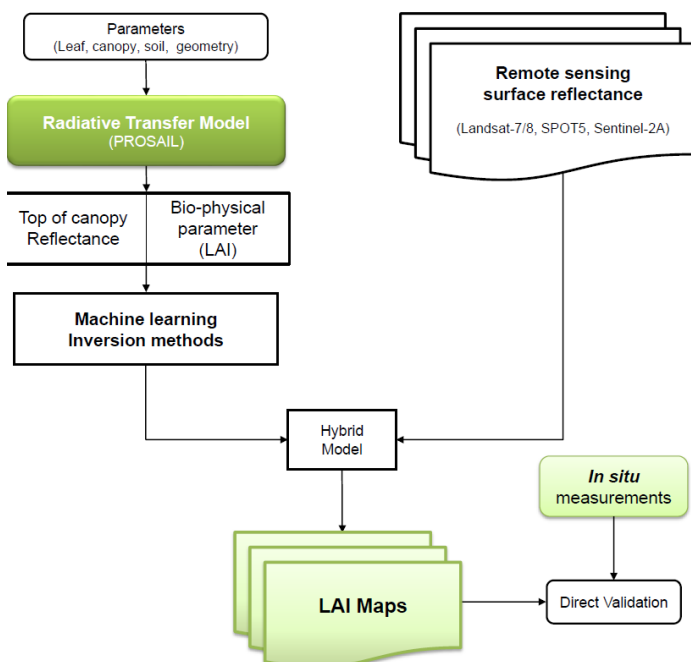 Parameters
(Leaf, canopy, soil, geometry)
Radiative Transfer Model
(PROSAIL)
Top of canopy
Reflectance
Bio-physical
parameter
(LAI)
Machine learning
Inversion methods
Remote sensing
surface reflectance
(Landsat-7/8, SPOT5, Sentinel-2A)
Hybrid
Model
In situ
measurements
LAI Maps
Direct Validation